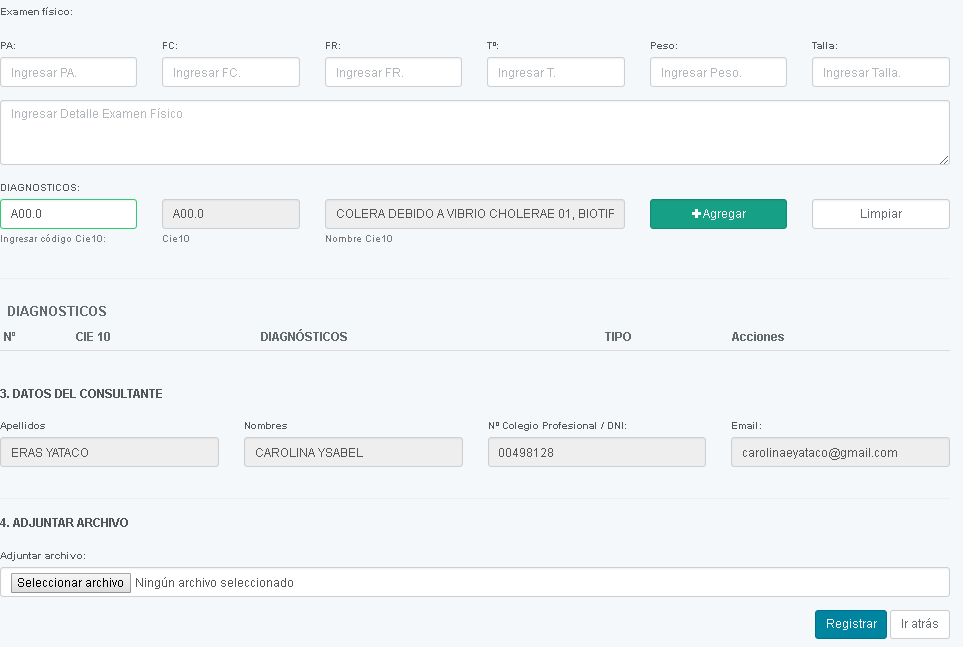 Examen físico:
PA: FC: FR: Tª: Peso: Talla:
Ingresar PA. Ingresar FC. Ingresar FR. Ingresar T. Ingresar Peso. Ingresar Talla.
Ingresar Detalle Examen Físico
DIAGNOSTICOS:
A00.0 A00.0 COLERA DEBIDO A VIBRIO CHOLERAE 01, BIOTIF Agregar Limpiar
Ingresar código Cie10: Cie10 Nombre Cie10
DIAGNOSTICOS
Nº CIE 10 DIAGNÓSTICOS TIPO Acciones
3. DATOS DEL CONSULTANTE
Apellidos Nombres Nº Colegio Profesional / DNI: Email:
ERAS YATACO CAROLINA YSABEL 00498128 carolinaeyataco@gmail.com
4. ADJUNTAR ARCHIVO
Adjuntar archivo:
Seleccionar archivo Ningún archivo seleccionado
Registrar Ir atrás